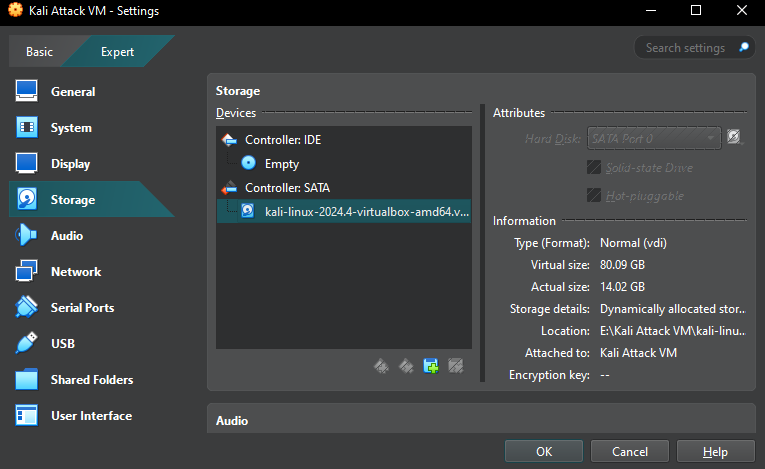 Kali Attack VM - Settings
Basic Expert Search settings
General
System
Display
Storage
Audio
Network
Serial Ports
USB
Shared Folders
User Interface
Storage
Devices
Controller: IDE
Empty
Controller: SATA
kali-linux-2024.4-virtualbox-amd64.v...
Attributes
Hard Disk: SATA Port 0
Solid-state Drive
Hot-pluggable
Information
Type (Format): Normal (vdi)
Virtual size: 80.09 GB
Actual size: 14.02 GB
Storage details: Dynamically allocated stor...
Location: E:\Kali Attack VM\kali-linu...
Attached to: Kali Attack VM
Encryption key: --
Audio
OK Cancel Help